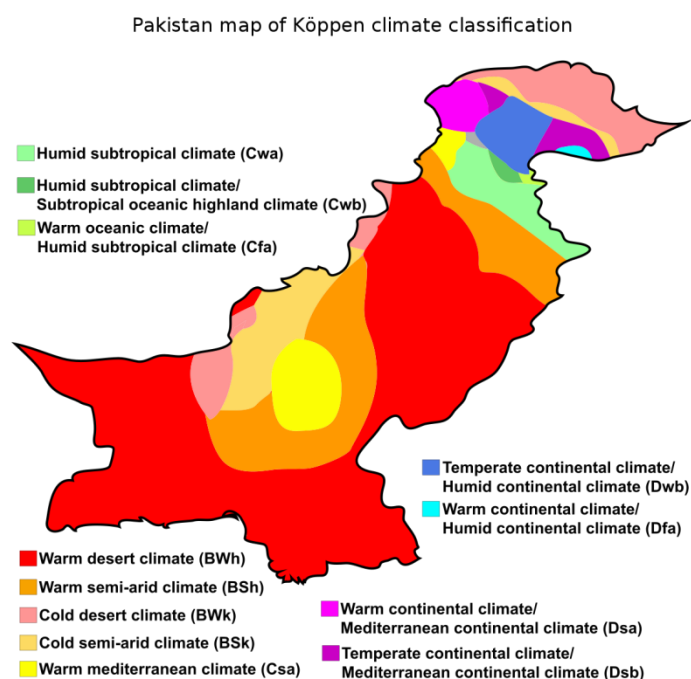 Pakistan map of Köppen climate classification
Humid subtropical climate (Cwa)
Humid subtropical climate/
Subtropical oceanic highland climate (Cwb)
Warm oceanic climate/
Humid subtropical climate (Cfa)
Temperate continental climate/
Humid continental climate (Dwb)
Warm continental climate/
Humid continental climate (Dfa)
Warm desert climate (BWh)
Warm semi-arid climate (BSh)
Cold desert climate (BWk)
Cold semi-arid climate (BSk)
Warm mediterranean climate (Csa)
Warm continental climate/
Mediterranean continental climate (Dsa)
Temperate continental climate/
Mediterranean continental climate (Dsb)